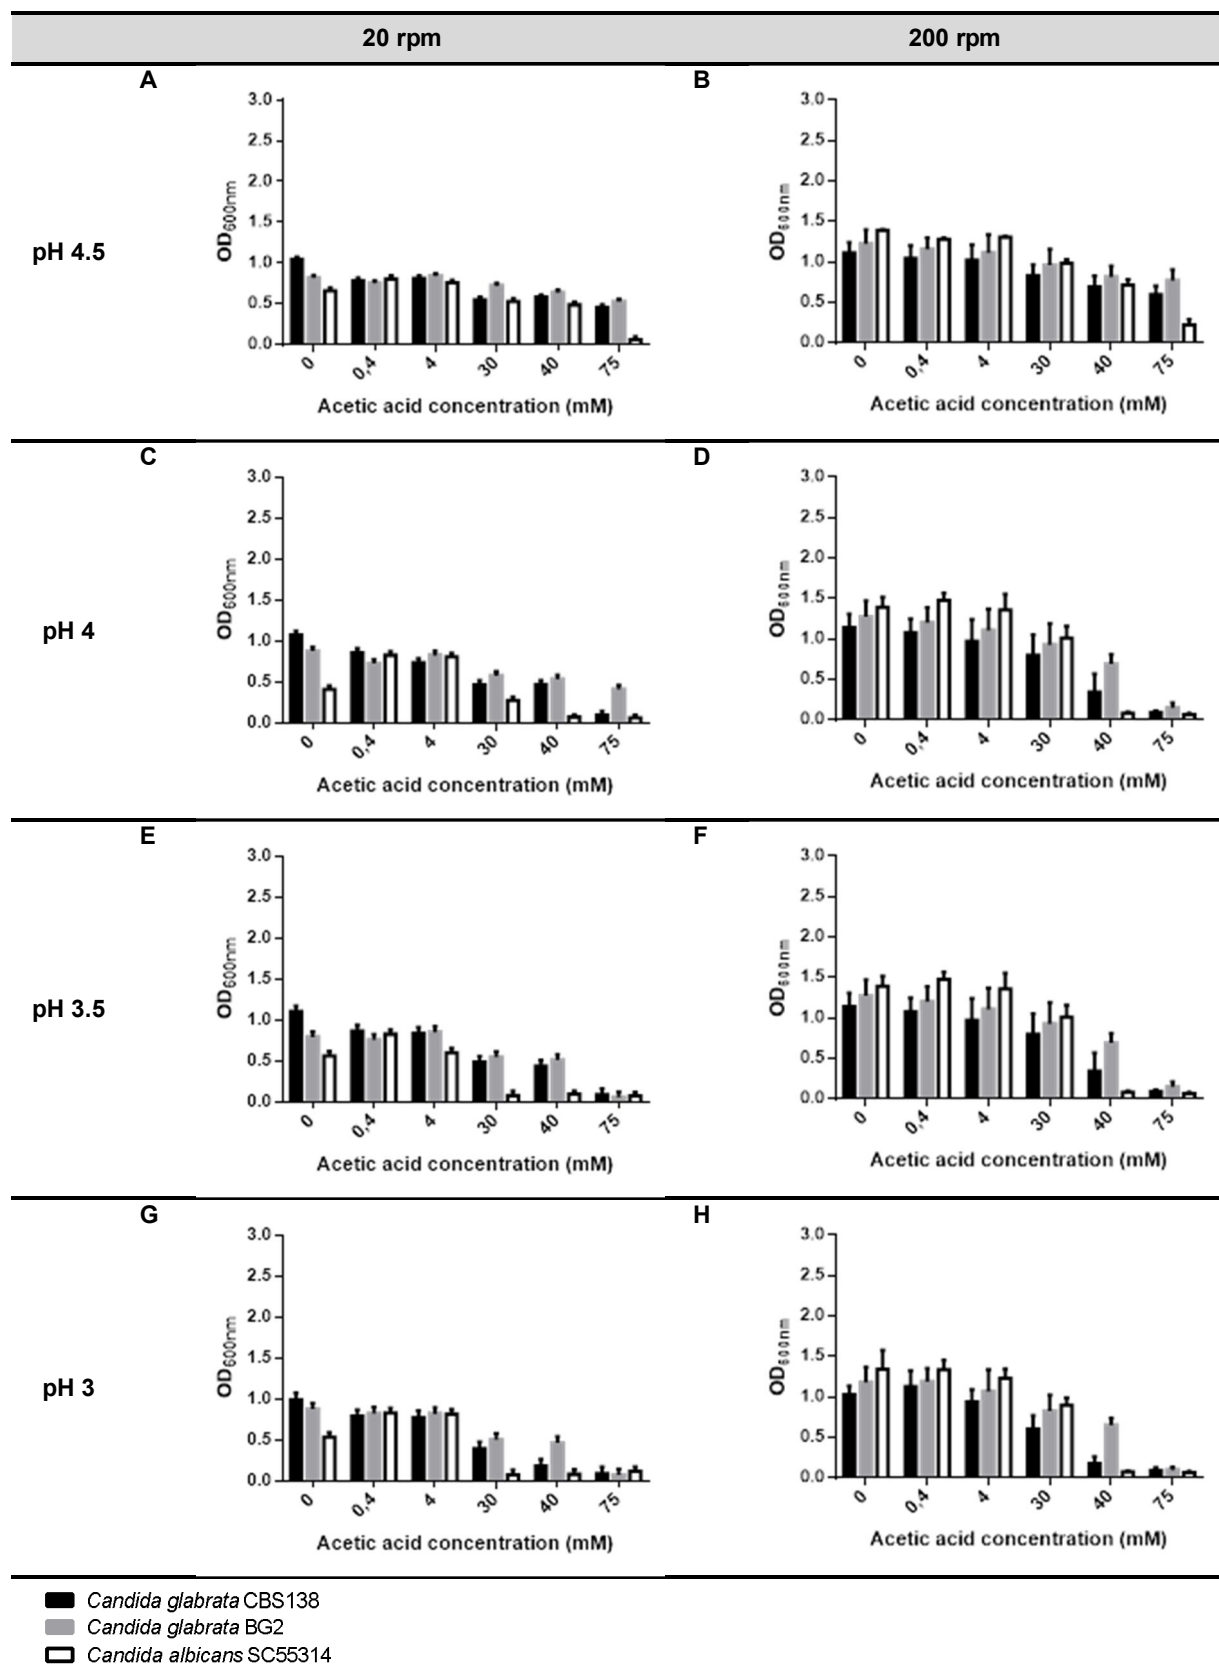 20 rpm 200 rpm
A B
pH 4.5
3.0
2.5
2.0
1.5
1.0
0.5
0.0
OD600nm
0 0,4 4 30 40 75
Acetic acid concentration (mM)
3.0
2.5
2.0
1.5
1.0
0.5
0.0
OD600nm
0 0,4 4 30 40 75
Acetic acid concentration (mM)
C D
pH 4
3.0
2.5
2.0
1.5
1.0
0.5
0.0
OD600nm
0 0,4 4 30 40 75
Acetic acid concentration (mM)
3.0
2.5
2.0
1.5
1.0
0.5
0.0
OD600nm
0 0,4 4 30 40 75
Acetic acid concentration (mM)
E F
pH 3.5
3.0
2.5
2.0
1.5
1.0
0.5
0.0
OD600nm
0 0,4 4 30 40 75
Acetic acid concentration (mM)
3.0
2.5
2.0
1.5
1.0
0.5
0.0
OD600nm
0 0,4 4 30 40 75
Acetic acid concentration (mM)
G H
pH 3
3.0
2.5
2.0
1.5
1.0
0.5
0.0
OD600nm
0 0,4 4 30 40 75
Acetic acid concentration (mM)
3.0
2.5
2.0
1.5
1.0
0.5
0.0
OD600nm
0 0,4 4 30 40 75
Acetic acid concentration (mM)
Candida glabrata CBS138
Candida glabrata BG2
Candida albicans SC55314